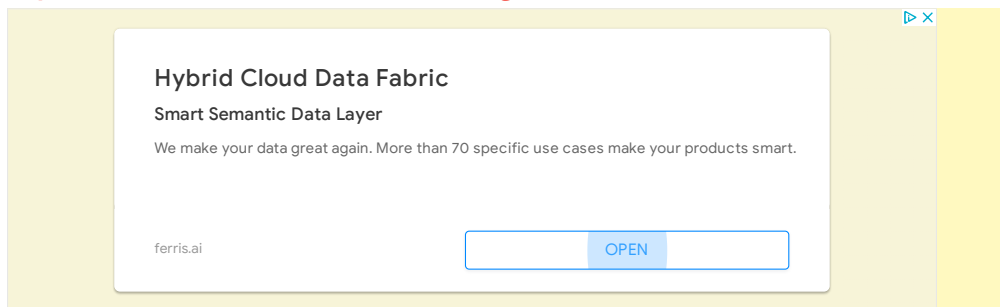 Hybrid Cloud Data Fabric
Smart Semantic Data Layer
We make your data great again. More than 70 specific use cases make your products smart.
ferris.ai
OPEN